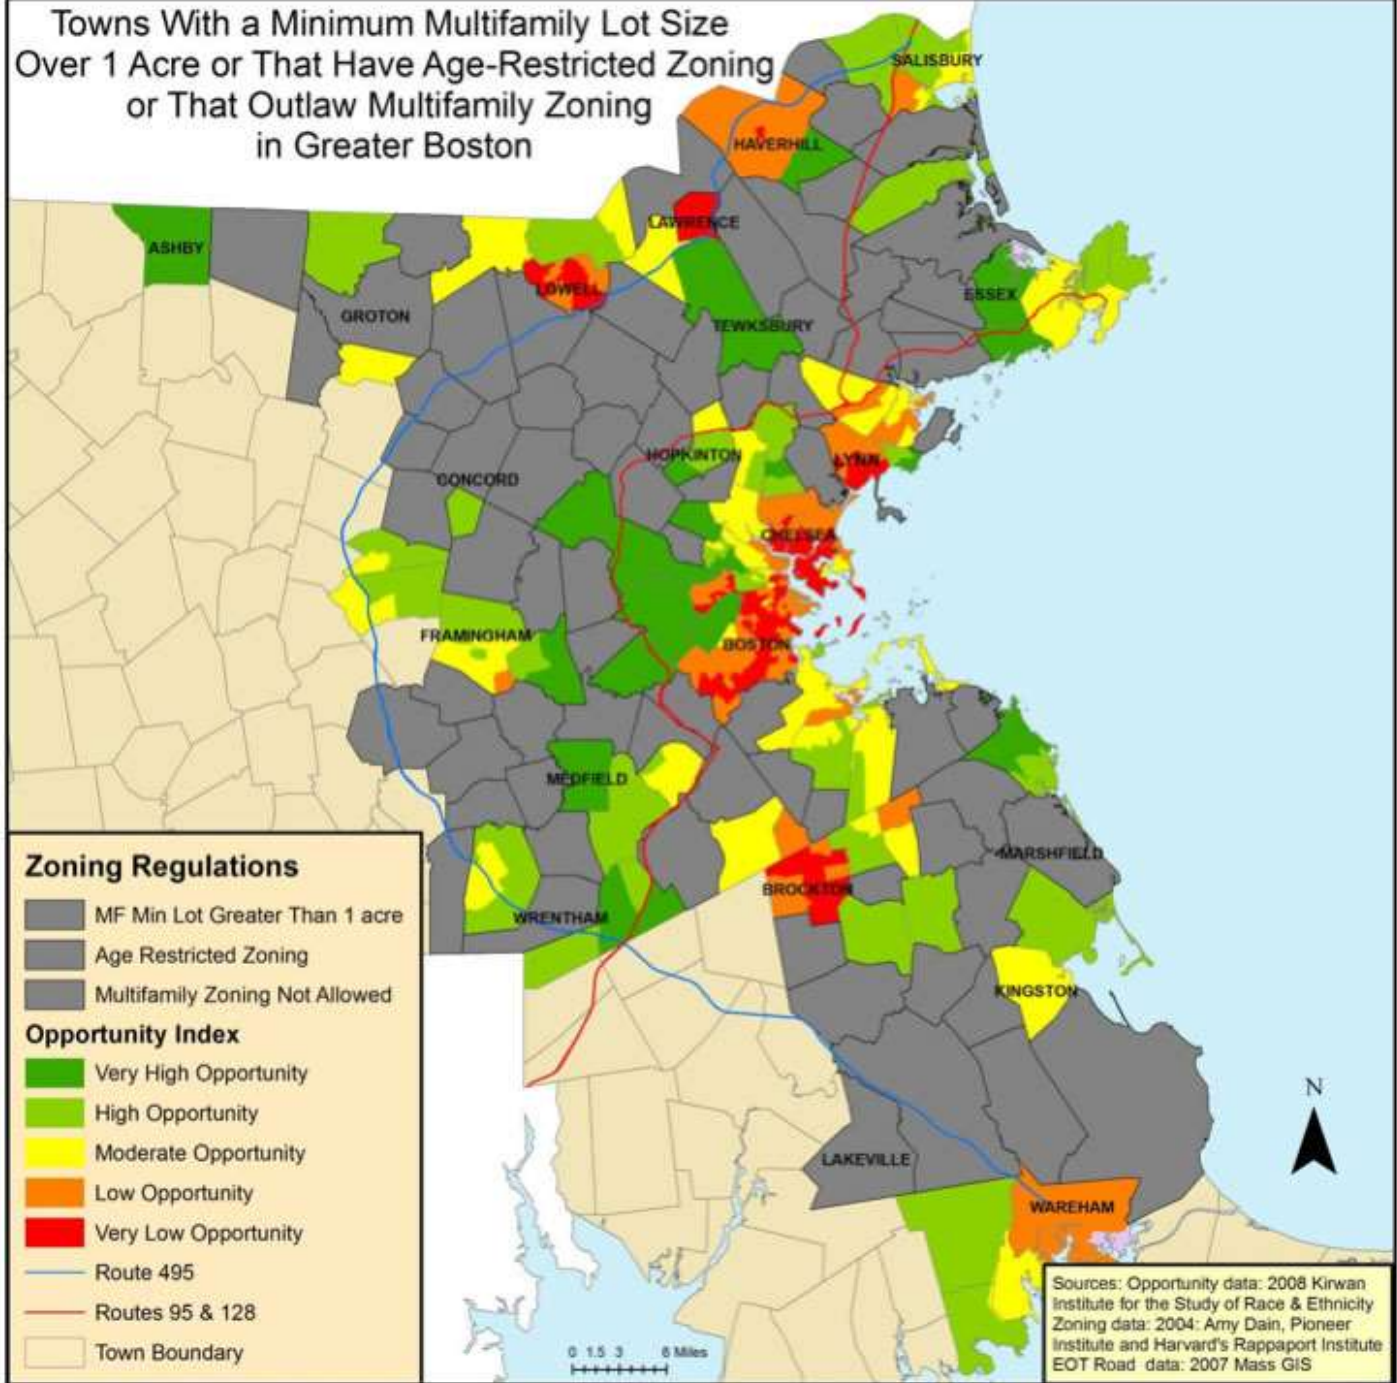 Towns With a Minimum Multifamily Lot Size
Over 1 Acre or That Have Age-Restricted Zoning
or That Outlaw Multifamily Zoning
in Greater Boston
SALISBURY
HAVERHILL
LAWRENCE
ASHBY
LOWELL
ESSEX
GROTON
TEWKSBURY
HOPKINTON
LYNN
CONCORD
CHELSEA
FRAMINGHAM
BOSTON
MEDFIELD
MARSHFIELD
BROCKTON
WRENTHAM
KINGSTON
LAKEVILLE
WAREHAM
Zoning Regulations
MF Min Lot Greater Than 1 acre
Age Restricted Zoning
Multifamily Zoning Not Allowed
Opportunity Index
Very High Opportunity
High Opportunity
Moderate Opportunity
Low Opportunity
Very Low Opportunity
Route 495
Routes 95 & 128
Town Boundary
N
0 1.5 3 6 Miles
Sources: Opportunity data: 2008 Kirwan
Institute for the Study of Race & Ethnicity
Zoning data: 2004: Amy Dain, Pioneer
Institute and Harvard's Rappaport Institute
EOT Road data: 2007 Mass GIS